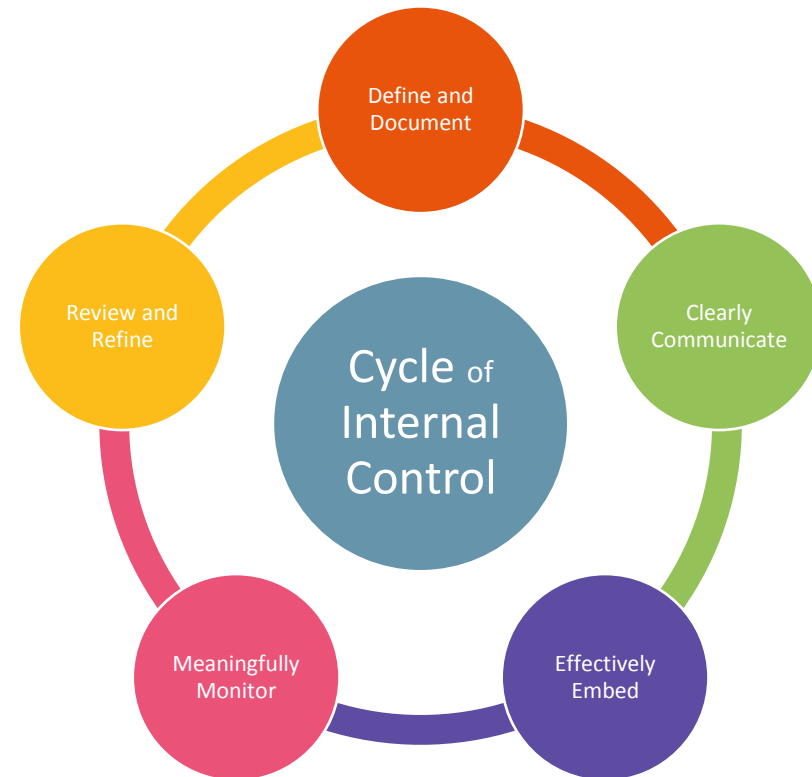 Define and
Document
Clearly
Communicate
Effectively
Embed
Meaningfully
Monitor
Review and
Refine
Cycle of
Internal
Control